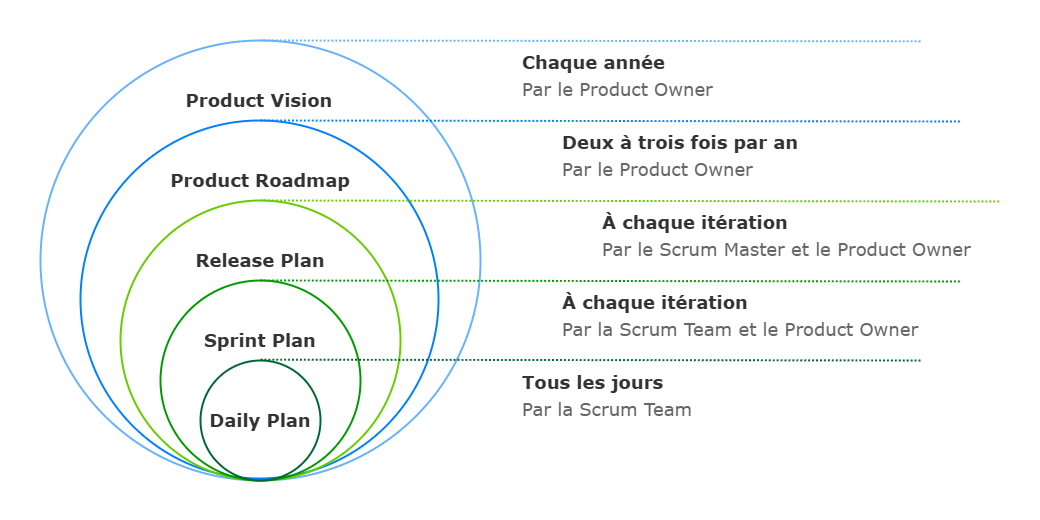 Chaque année
Par le Product Owner
Product Vision
Deux à trois fois par an
Par le Product Owner
Product Roadmap
À chaque itération
Par le Scrum Master et le Product Owner
Release Plan
À chaque itération
Par la Scrum Team et le Product Owner
Sprint Plan
Tous les jours
Par la Scrum Team
Daily Plan